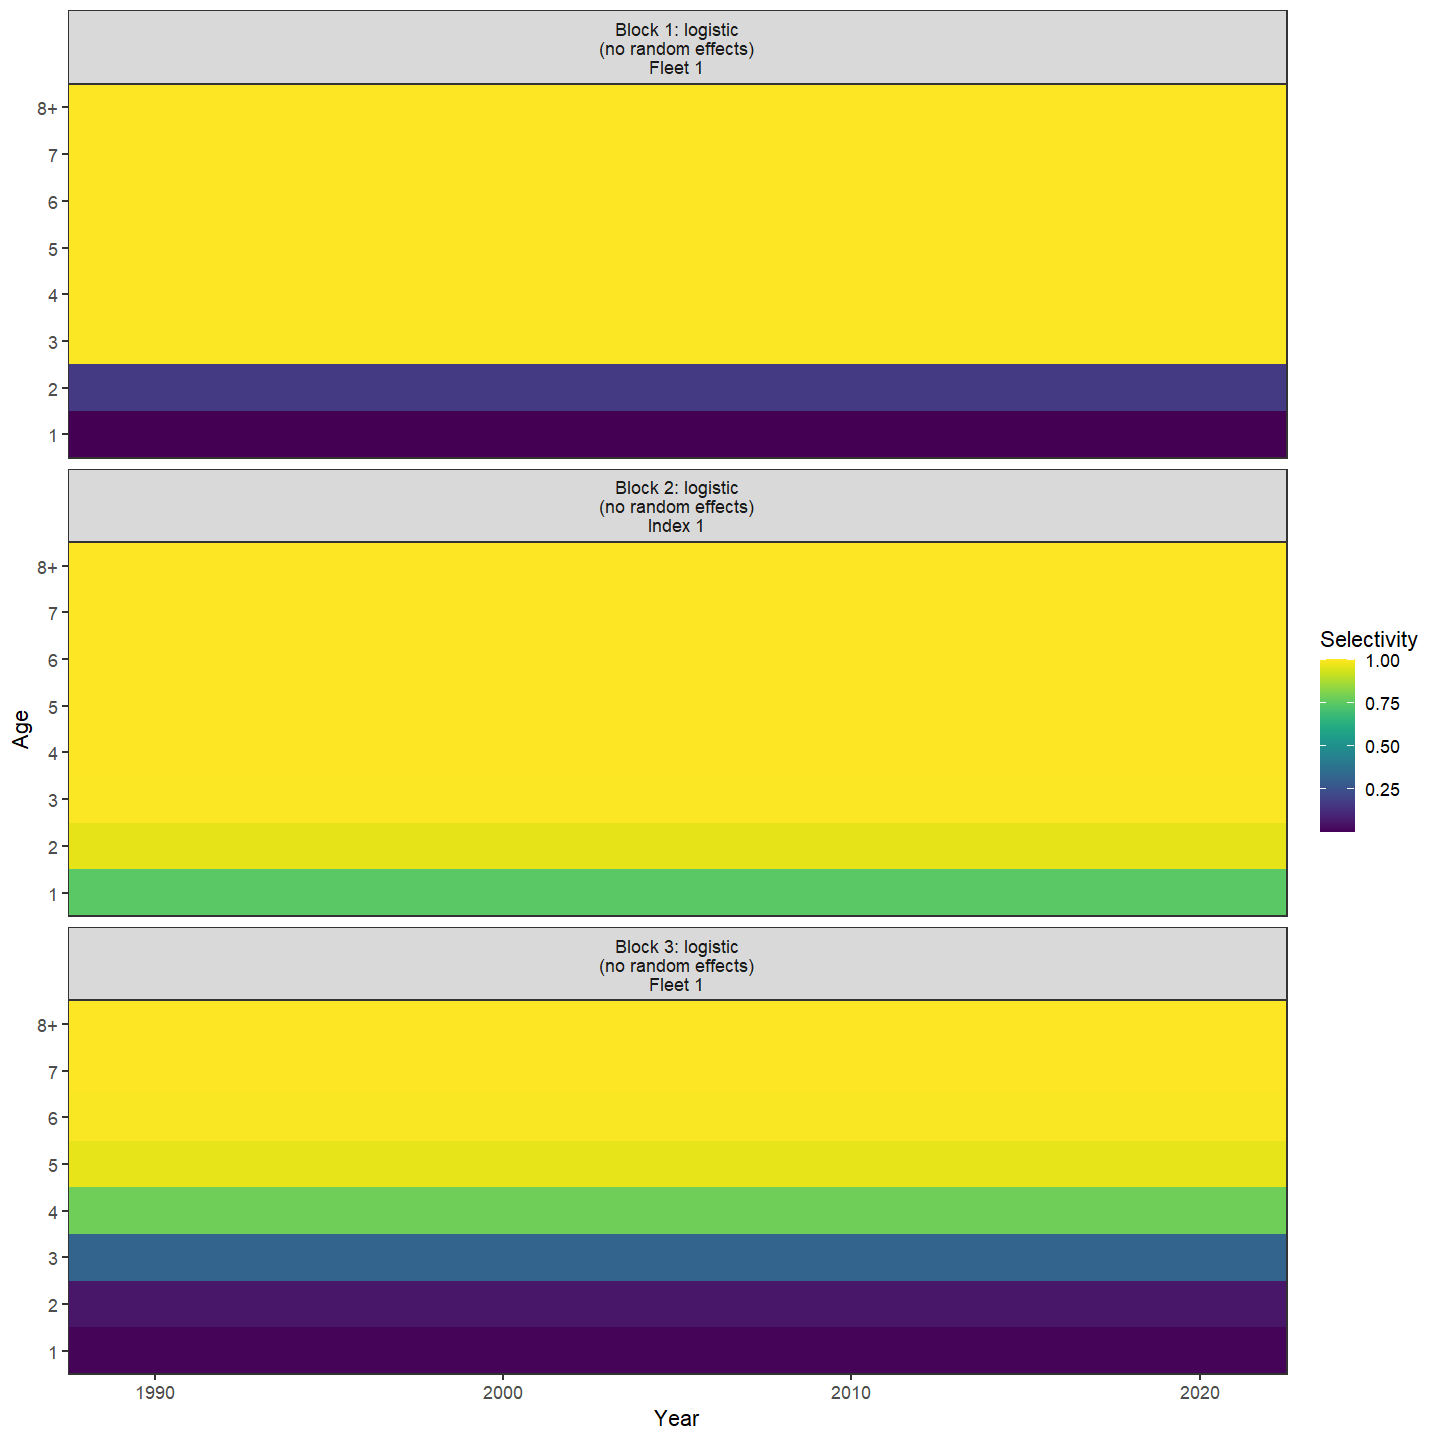 Block 1: logistic
(no random effects)
Fleet 1
8+
7
6
5
4
3
2
1
Block 2: logistic
(no random effects)
Index 1
8+
7
6
5
4
3
2
1
Block 3: logistic
(no random effects)
Fleet 1
8+
7
6
5
4
3
2
1
Age
1990
2000
2010
2020
Year
Selectivity
1.00
0.75
0.50
0.25